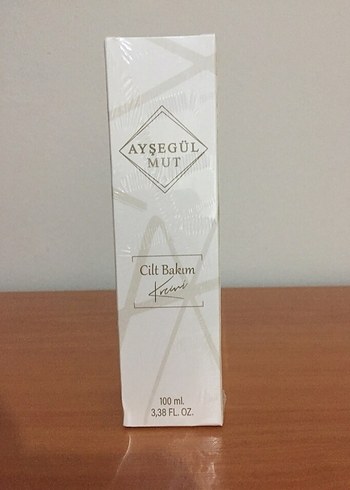 AYŞEGÜL
MUT
Cilt Bakım
Kremi
100 ml.
3,38 FL. OZ.